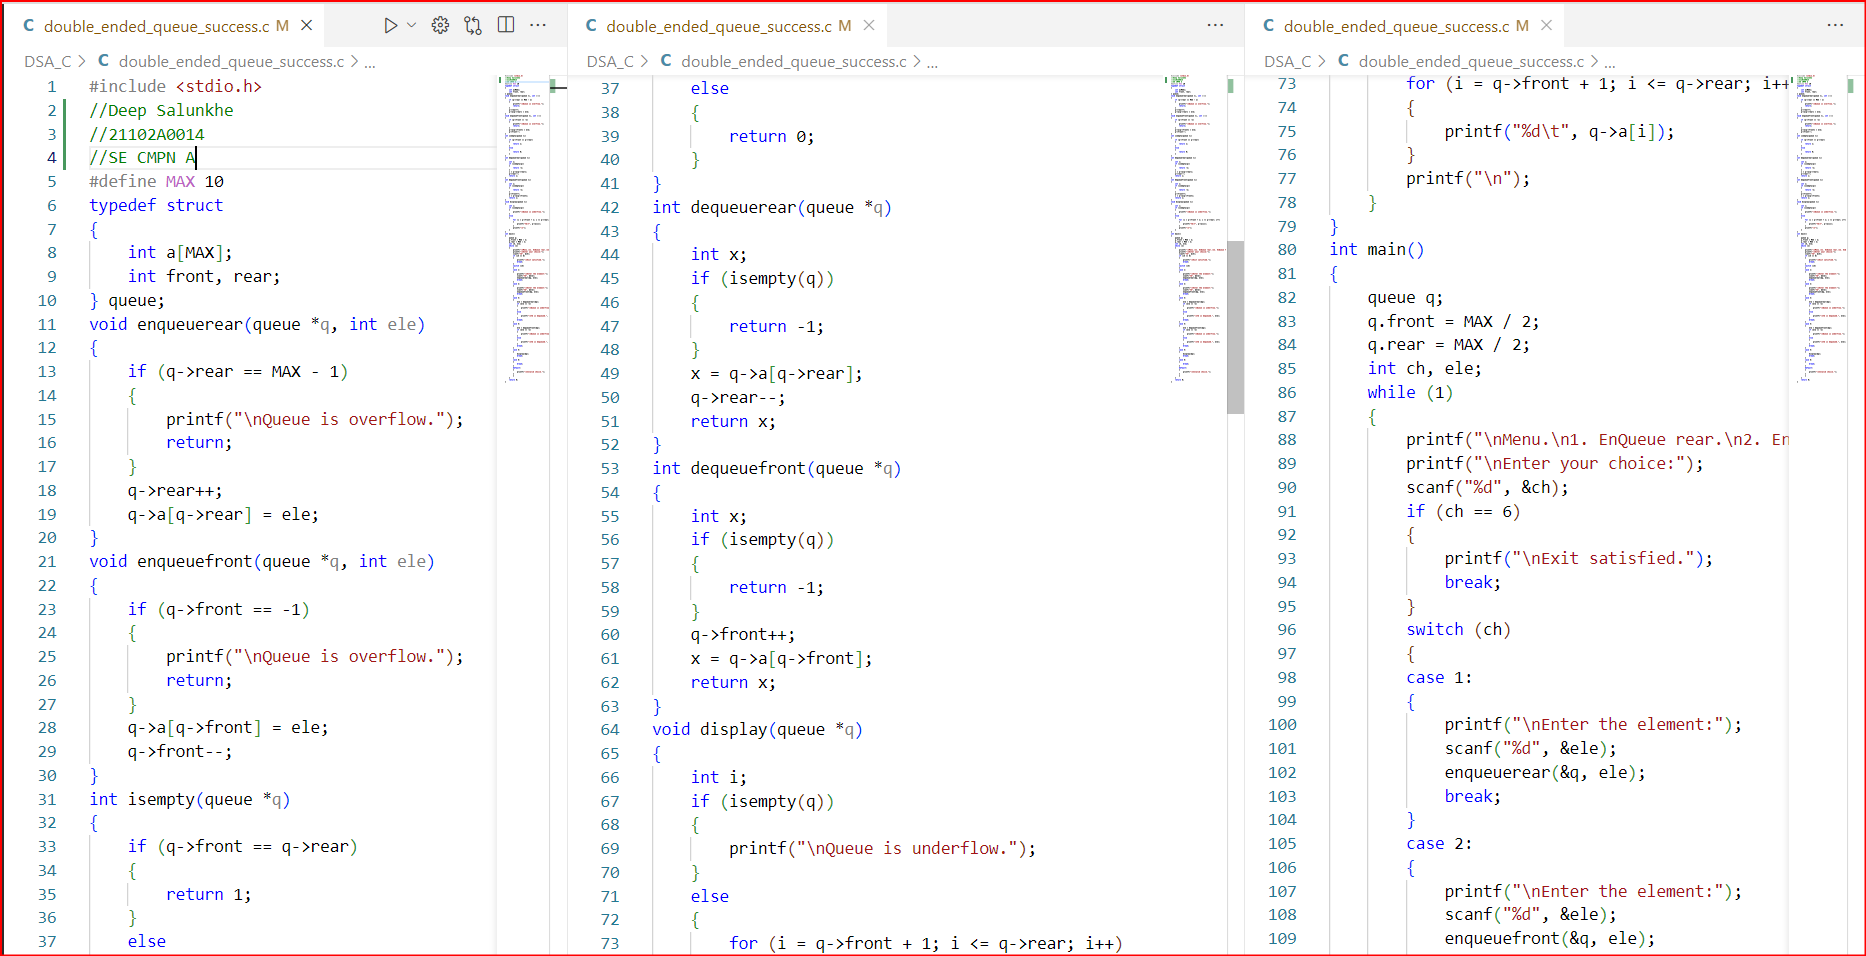 double_ended_queue_success.c M
DSA_C > C double_ended_queue_success.c > ...
1 #include <stdio.h>
2 //Deep Salunkhe
3 //21102A0014
4 //SE CMPN A
5 #define MAX 10
6 typedef struct
7 {
8 int a[MAX];
9 int front, rear;
10 } queue;
11 void enqueuerear(queue *q, int ele)
12 {
13 if (q->rear == MAX - 1)
14 {
15 printf("\nQueue is overflow.");
16 return;
17 }
18 q->rear++;
19 q->a[q->rear] = ele;
20 }
21 void enqueuefront(queue *q, int ele)
22 {
23 if (q->front == -1)
24 {
25 printf("\nQueue is overflow.");
26 return;
27 }
28 q->a[q->front] = ele;
29 q->front--;
30 }
31 int isempty(queue *q)
32 {
33 if (q->front == q->rear)
34 {
35 return 1;
36 }
37 else
C double_ended_queue_success.c M
DSA_C > C double_ended_queue_success.c > ...
37 else
38 {
39 return 0;
40 }
41 }
42 int dequeuerear(queue *q)
43 {
44 int x;
45 if (isempty(q))
46 {
47 return -1;
48 }
49 x = q->a[q->rear];
50 q->rear--;
51 return x;
52 }
53 int dequeuefront(queue *q)
54 {
55 int x;
56 if (isempty(q))
57 {
58 return -1;
59 }
60 q->front++;
61 x = q->a[q->front];
62 return x;
63 }
64 void display(queue *q)
65 {
66 int i;
67 if (isempty(q))
68 {
69 printf("\nQueue is underflow.");
70 }
71 else
72 {
73 for (i = q->front + 1; i <= q->rear; i++)
C double_ended_queue_success.c M
DSA_C > C double_ended_queue_success.c > ...
73 for (i = q->front + 1; i <= q->rear; i++
74 {
75 printf("%d\t", q->a[i]);
76 }
77 printf("\n");
78 }
79 }
80 int main()
81 {
82 queue q;
83 q.front = MAX / 2;
84 q.rear = MAX / 2;
85 int ch, ele;
86 while (1)
87 {
88 printf("\nMenu.\n1. EnQueue rear.\n2. En
89 printf("\nEnter your choice:");
90 scanf("%d", &ch);
91 if (ch == 6)
92 {
93 printf("\nExit satisfied.");
94 break;
95 }
96 switch (ch)
97 {
98 case 1:
99 {
100 printf("\nEnter the element:");
101 scanf("%d", &ele);
102 enqueuerear(&q, ele);
103 break;
104 }
105 case 2:
106 {
107 printf("\nEnter the element:");
108 scanf("%d", &ele);
109 enqueuefront(&q, ele);